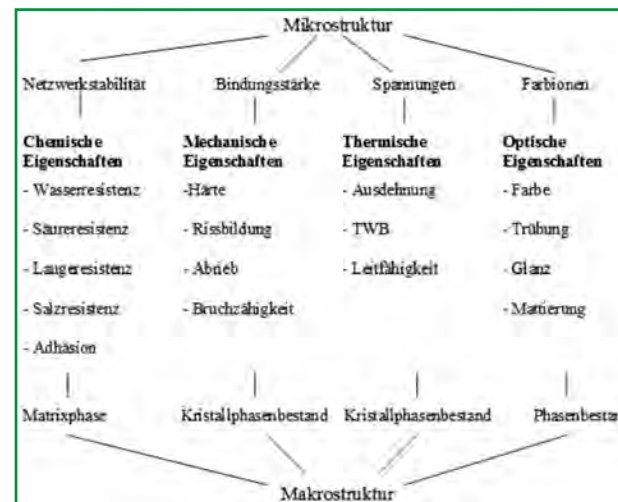 Mikrostruktur
Netzwerkstabilität Bindungsstärke Spannungen Farbionen
Chemische Mechanische Thermische Optische
Eigenschaften Eigenschaften Eigenschaften Eigenschaften
- Wasserresistenz -Härte - Ausdehnung - Farbe
- Säureresistenz - Rissbildung - TWB - Trübung
- Laugeresistenz - Abrieb - Leitfähigkeit - Glanz
- Salzresistenz - Bruchzähigkeit - Mattierung
- Adhäsion
Matrixphase Kristallphasenbestand Kristallphasenbestand Phasenbestan
Makrostruktur